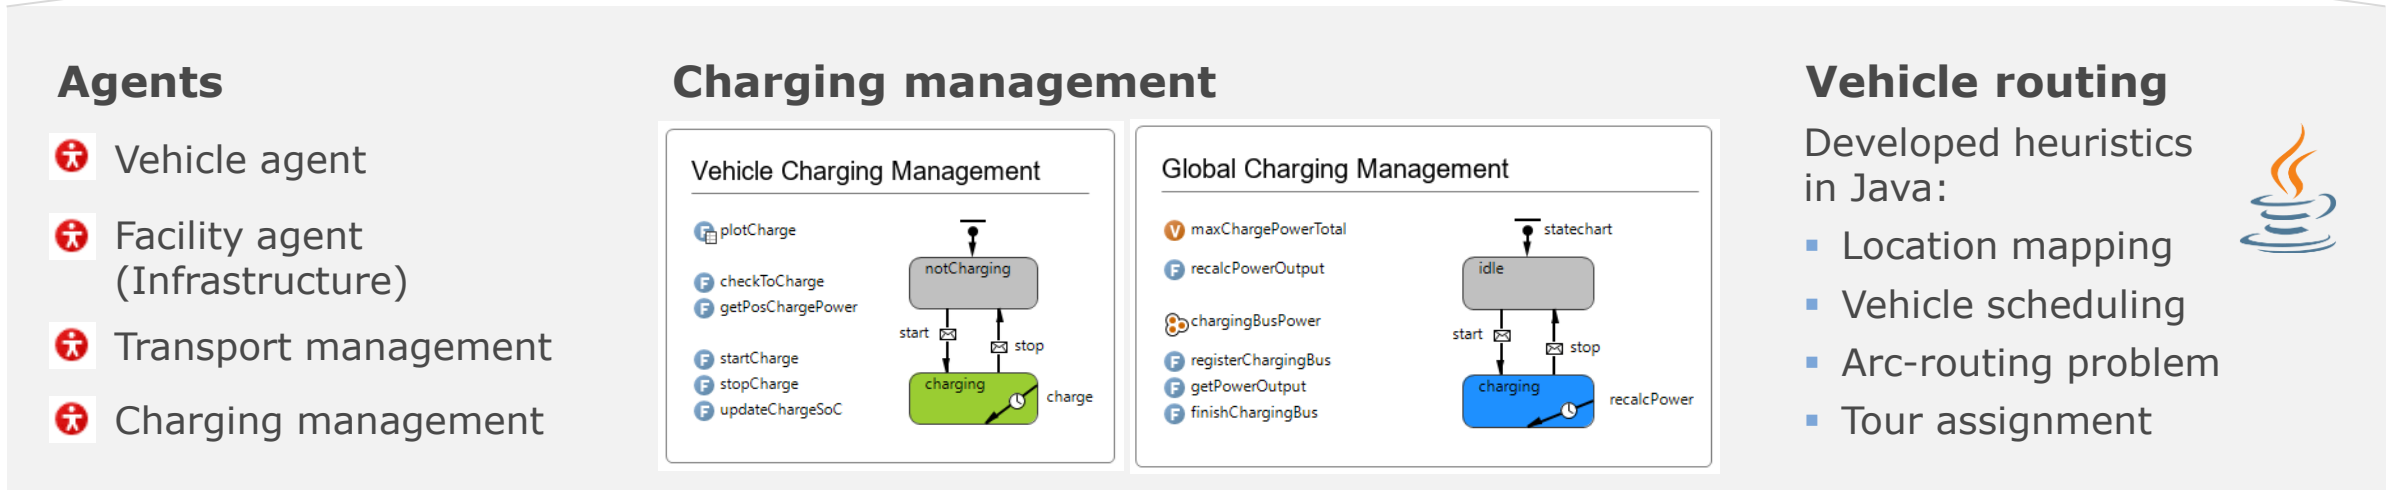 Agents
Vehicle agent
Facility agent
(Infrastructure)
Transport management
Charging management
Charging management
Vehicle Charging Management
plotCharge
checkToCharge
getPosChargePower
startCharge
stopCharge
updateChargeSoC
notCharging
start
stop
charging
charge
Global Charging Management
maxChargePowerTotal
recalcPowerOutput
chargingBusPower
registerChargingBus
getPowerOutput
finishChargingBus
statechart
idle
start
stop
charging
recalcPower
Vehicle routing
Developed heuristics
in Java:
Location mapping
Vehicle scheduling
Arc-routing problem
Tour assignment